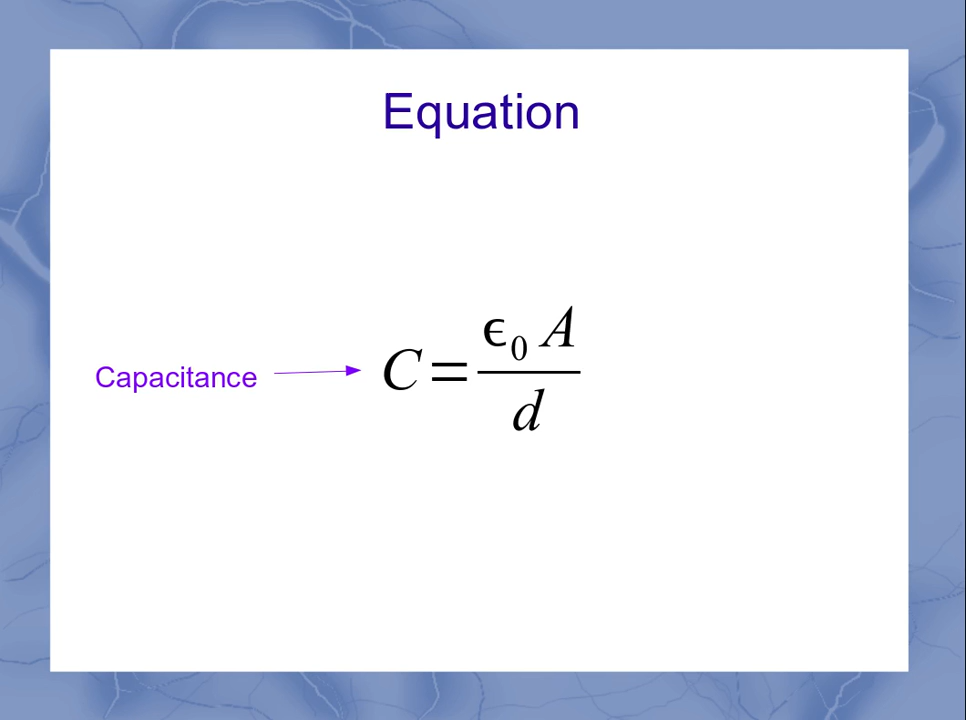 Equation
Capacitance
C = ϵ₀ A / d